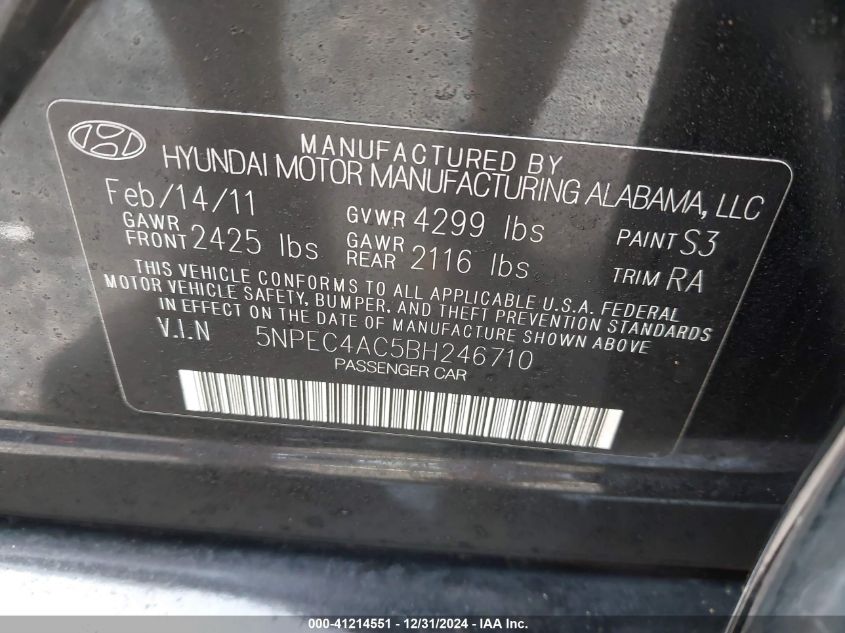 MANUFACTURED BY
HYUNDAI MOTOR MANUFACTURING ALABAMA, LLC
Feb/14/11 GVWR 4299 lbs PAINT S3
GAWR FRONT 2425 lbs GAWR REAR 2116 lbs TRIM RA
THIS VEHICLE CONFORMS TO ALL APPLICABLE U.S.A. FEDERAL
MOTOR VEHICLE SAFETY, BUMPER, AND THEFT PREVENTION STANDARDS
IN EFFECT ON THE DATE OF MANUFACTURE SHOWN ABOVE
V.I.N 5NPEC4AC5BH246710
PASSENGER CAR
000-41214551 - 12/31/2024 - IAA Inc.